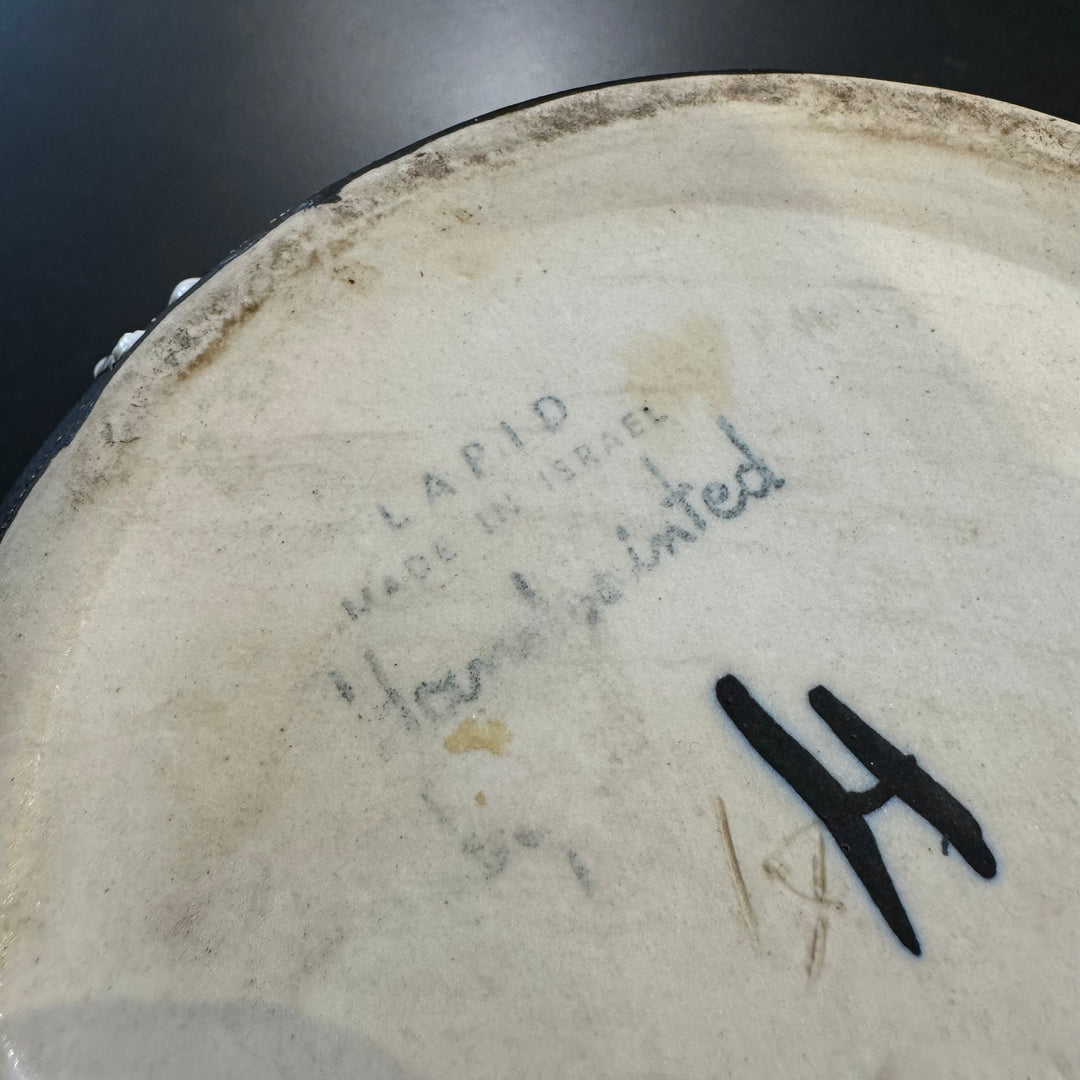 LAPID
MADE IN ISRAEL
Handpainted
H